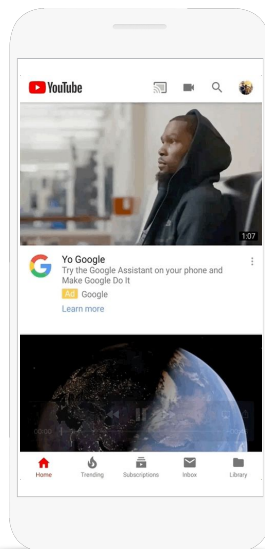 YouTube
1:07
Yo Google
Try the Google Assistant on your phone and
Make Google Do It
Ad Google
Learn more
Home Trending Subscriptions Inbox Library